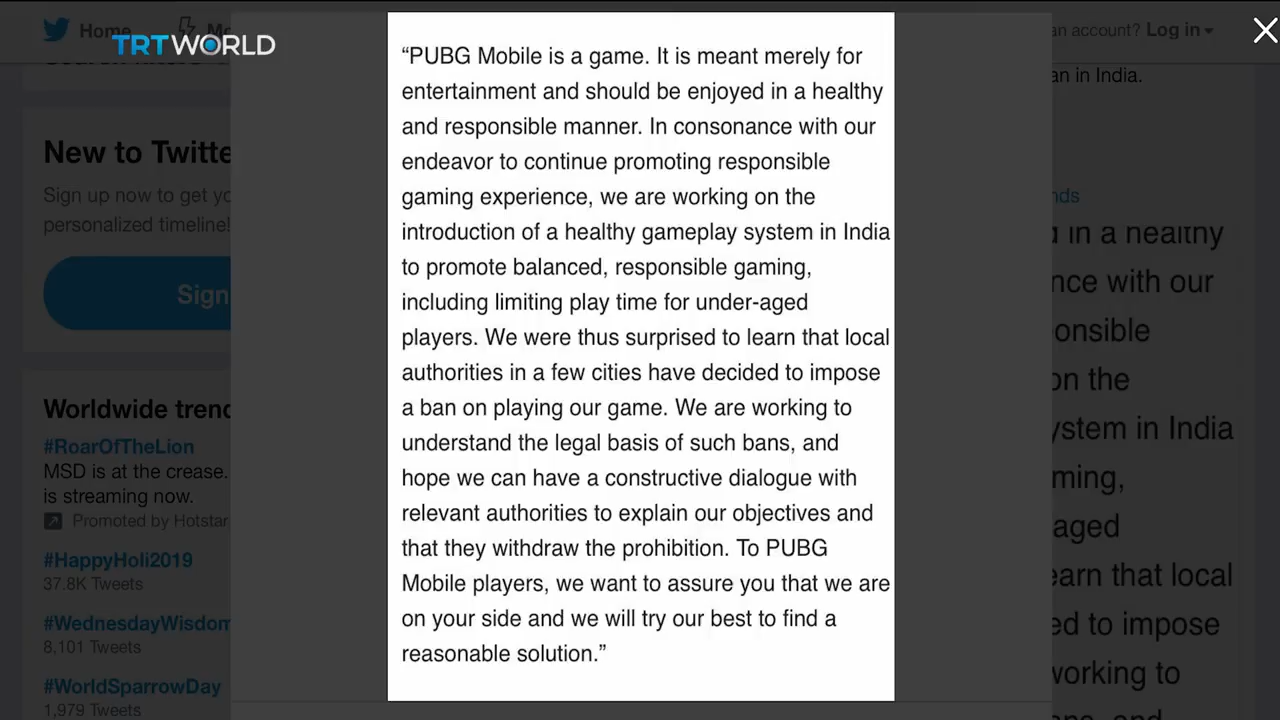 Home
TRT WORLD
an account? Log in
an in India.
New to Twitte
Sign up now to get yo
personalized timeline!
Sign
Worldwide trend
#RoarOfTheLion
MSD is at the crease.
is streaming now.
Promoted by Hotstar
#HappyHoli2019
37.8K Tweets
#WednesdayWisdom
8,101 Tweets
#WorldSparrowDay
1,979 Tweets
“PUBG Mobile is a game. It is meant merely for
entertainment and should be enjoyed in a healthy
and responsible manner. In consonance with our
endeavor to continue promoting responsible
gaming experience, we are working on the
introduction of a healthy gameplay system in India
to promote balanced, responsible gaming,
including limiting play time for under-aged
players. We were thus surprised to learn that local
authorities in a few cities have decided to impose
a ban on playing our game. We are working to
understand the legal basis of such bans, and
hope we can have a constructive dialogue with
relevant authorities to explain our objectives and
that they withdraw the prohibition. To PUBG
Mobile players, we want to assure you that we are
on your side and we will try our best to find a
reasonable solution.”
nds
d in a healthy
nce with our
onsible
on the
ystem in India
ming,
aged
earn that local
ed to impose
working to